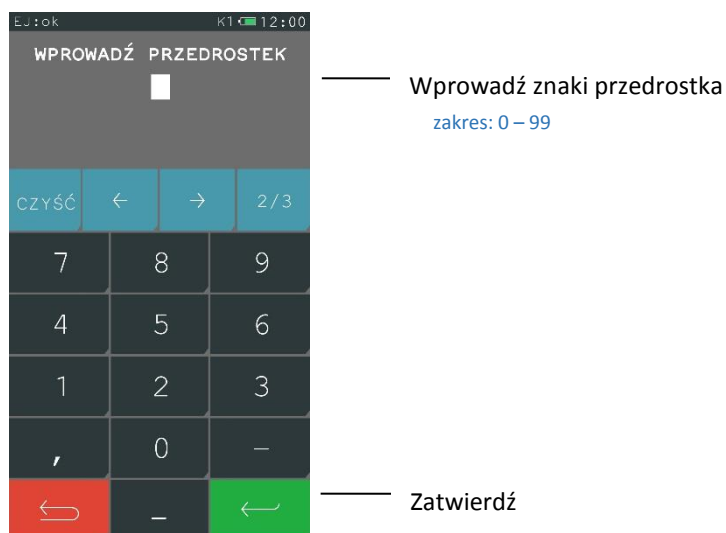 EJ:ok K1 12:00
WPROWADŹ PRZEDROSTEK
Wprowadź znaki przedrostka
zakres: 0 – 99
CZYŚĆ ← → 2/3
7 8 9
4 5 6
1 2 3
, 0 –
_
Zatwierdź